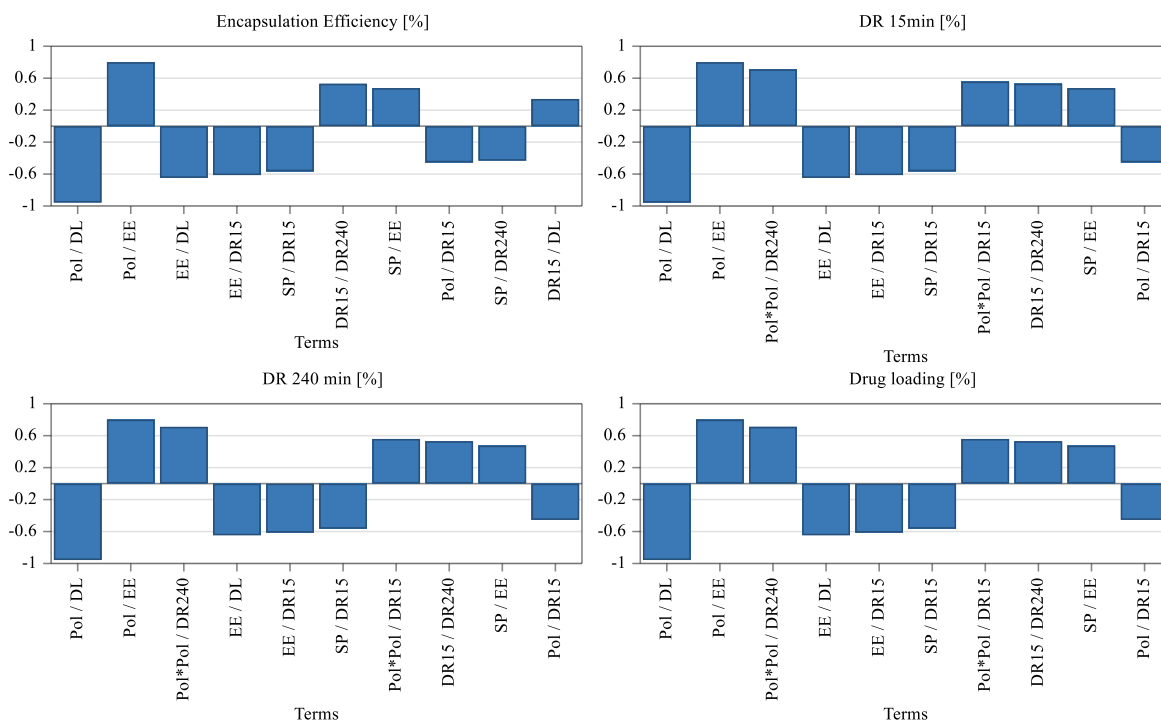 Encapsulation Efficiency [%]
1
0.6
0.2
-0.2
-0.6
-1
Pol / DL
Pol / EE
EE / DL
EE / DR15
SP / DR15
DR15 / DR240
SP / EE
Pol / DR15
SP / DR240
DR15 / DL
Terms
DR 15min [%]
1
0.6
0.2
-0.2
-0.6
-1
Pol / DL
Pol / EE
Pol*Pol / DR240
EE / DL
EE / DR15
SP / DR15
Pol*Pol / DR15
DR15 / DR240
SP / EE
Pol / DR15
Terms
DR 240 min [%]
1
0.6
0.2
-0.2
-0.6
-1
Pol / DL
Pol / EE
Pol*Pol / DR240
EE / DL
EE / DR15
SP / DR15
Pol*Pol / DR15
DR15 / DR240
SP / EE
Pol / DR15
Terms
Drug loading [%]
1
0.6
0.2
-0.2
-0.6
-1
Pol / DL
Pol / EE
Pol*Pol / DR240
EE / DL
EE / DR15
SP / DR15
Pol*Pol / DR15
DR15 / DR240
SP / EE
Pol / DR15
Terms